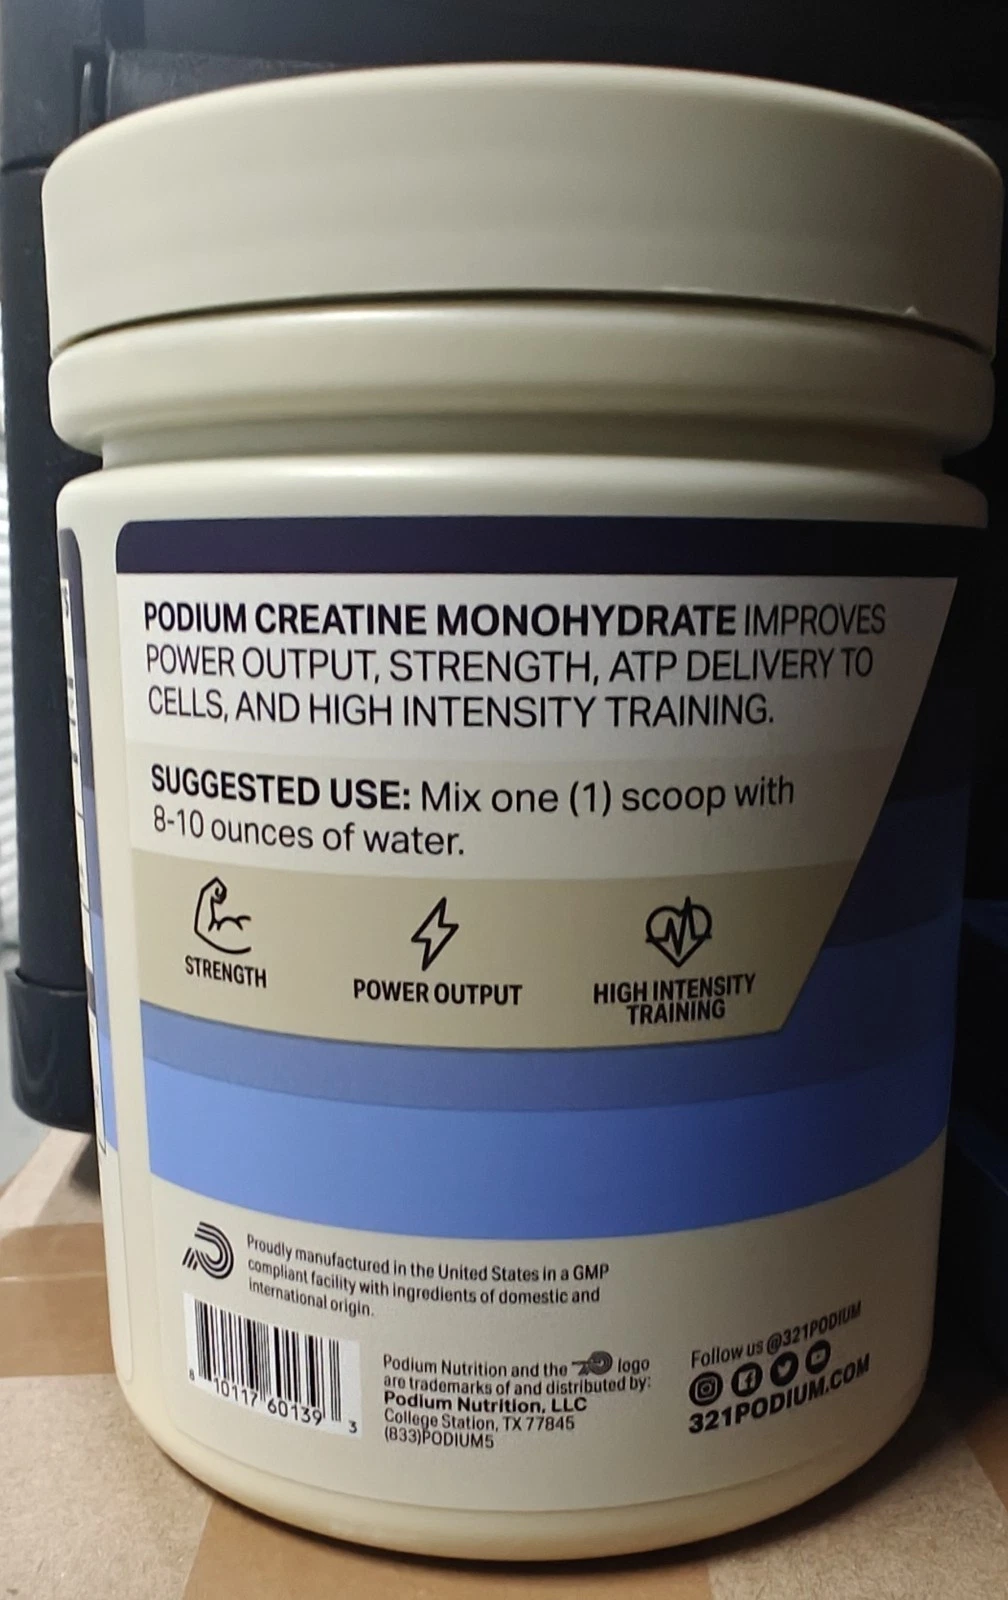 PODIUM CREATINE MONOHYDRATE IMPROVES
POWER OUTPUT, STRENGTH, ATP DELIVERY TO
CELLS, AND HIGH INTENSITY TRAINING.
SUGGESTED USE: Mix one (1) scoop with
8-10 ounces of water.
STRENGTH
POWER OUTPUT
HIGH INTENSITY
TRAINING
Proudly manufactured in the United States in a GMP
compliant facility with ingredients of domestic and
international origin.
8 10117 60139 3
Podium Nutrition and the logo
are trademarks of and distributed by:
Podium Nutrition, LLC
College Station, TX 77845
(833)PODIUM5
Follow us @321PODIUM
321PODIUM.COM